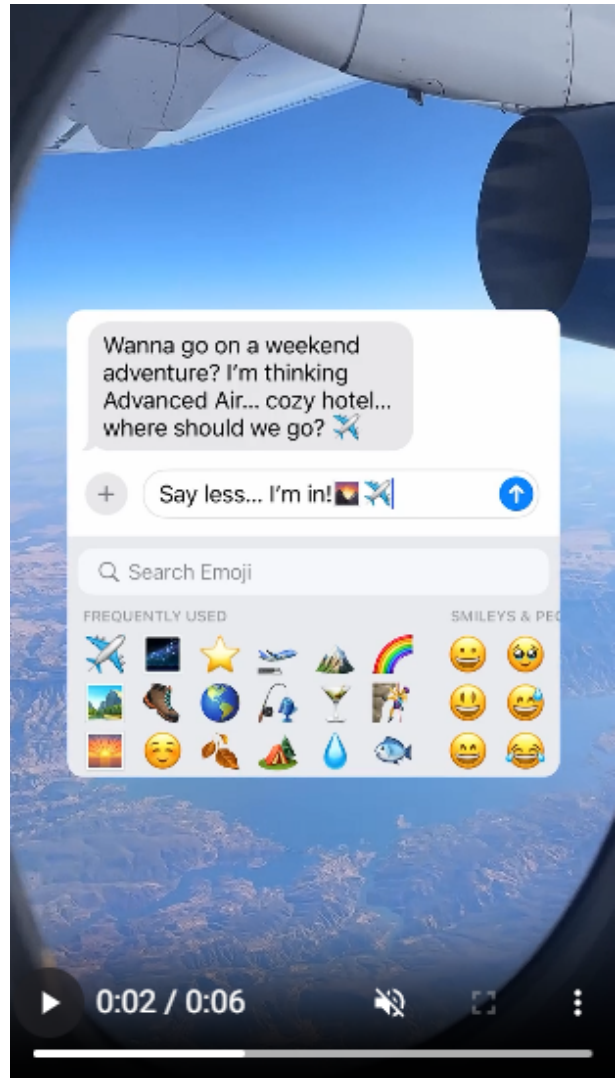 Wanna go on a weekend
adventure? I'm thinking
Advanced Air... cozy hotel...
where should we go? ✈️
Say less... I'm in!🌄✈️
Search Emoji
FREQUENTLY USED
SMILEYS & PEO
0:02 / 0:06